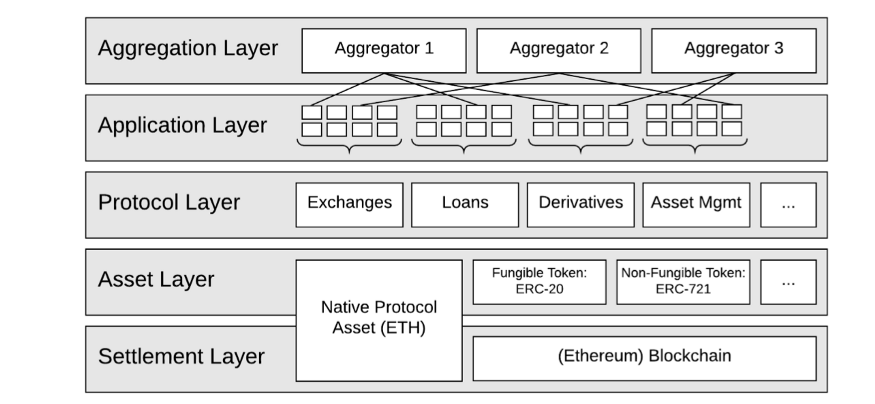 Aggregation Layer
Aggregator 1
Aggregator 2
Aggregator 3
Application Layer
Protocol Layer
Exchanges
Loans
Derivatives
Asset Mgmt
...
Asset Layer
Native Protocol
Asset (ETH)
Fungible Token:
ERC-20
Non-Fungible Token:
ERC-721
...
Settlement Layer
(Ethereum) Blockchain